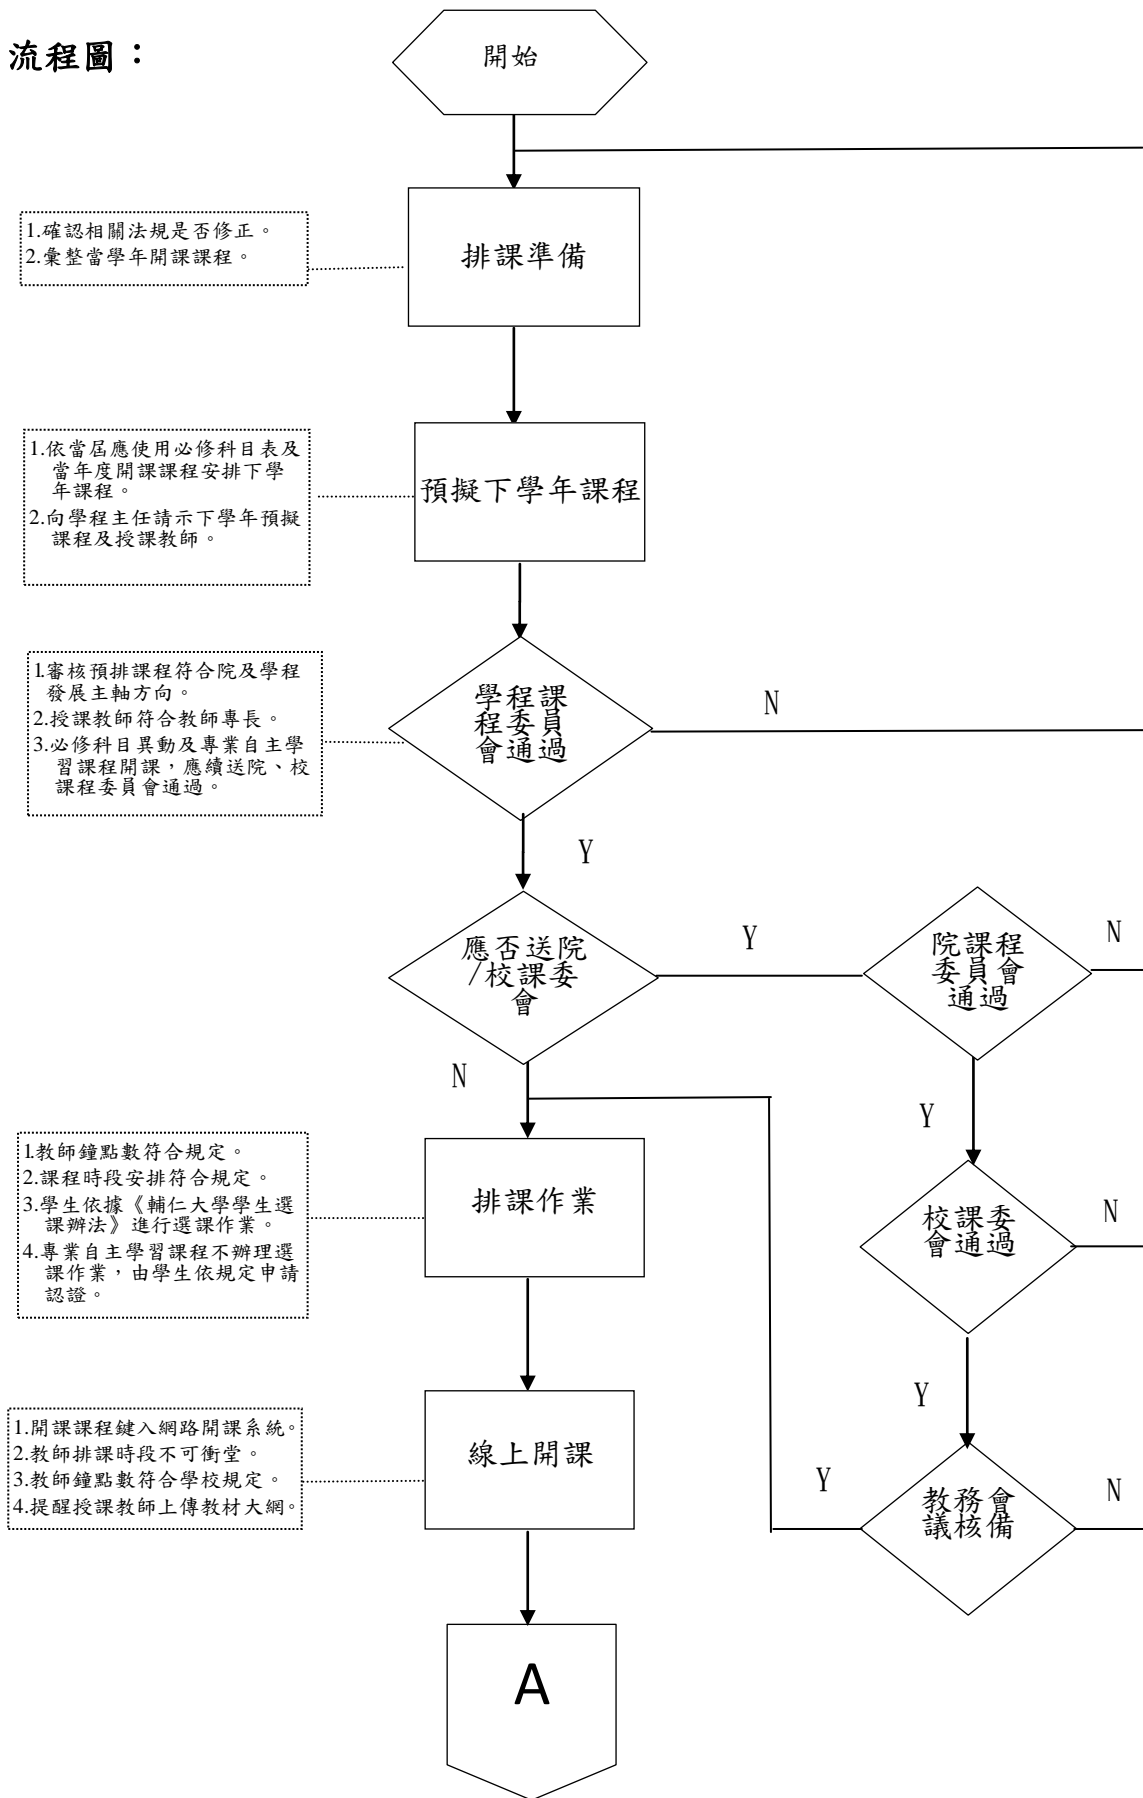 流程圖：
開始
1.確認相關法規是否修正。
2.彙整當學年開課課程。
排課準備
1.依當屆應使用必修科目表及
當年度開課課程安排下學
年課程。
2.向學程主任請示下學年預擬
課程及授課教師。
預擬下學年課程
1.審核預排課程符合院及學程
發展主軸方向。
2.授課教師符合教師專長。
3.必修科目異動及專業自主學
習課程開課，應續送院、校
課程委員會通過。
學程課
程委員
會通過
N
Y
應否送院
/校課委
會
Y
院課程
委員會
通過
N
N
Y
1.教師鐘點數符合規定。
2.課程時段安排符合規定。
3.學生依據《輔仁大學學生選
課辦法》進行選課作業。
4.專業自主學習課程不辦理選
課作業，由學生依規定申請
認證。
排課作業
校課委
會通過
N
Y
1.開課課程鍵入網路開課系統。
2.教師排課時段不可衝堂。
3.教師鐘點數符合學校規定。
4.提醒授課教師上傳教材大網。
線上開課
Y
教務會
議核備
N
A